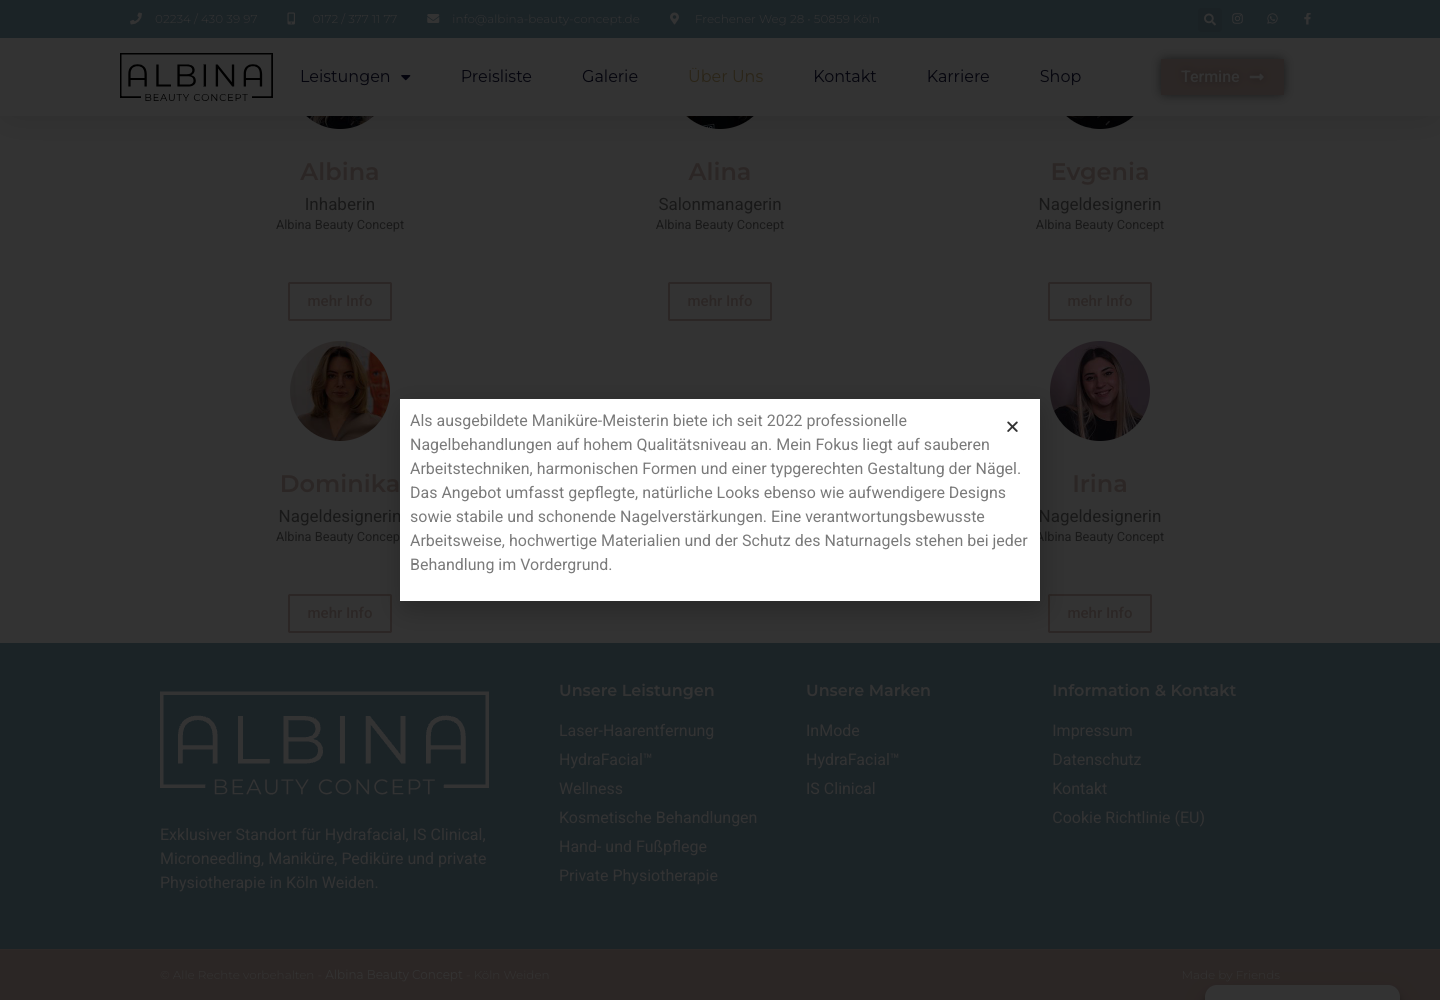 02234 / 430 39 97
0172 / 377 11 77
info@albina-beauty-concept.de
Frechener Weg 28 · 50859 Köln
ALBINA
BEAUTY CONCEPT
Leistungen
Preisliste
Galerie
Über Uns
Kontakt
Karriere
Shop
Termine
Albina
Inhaberin
Albina Beauty Concept
mehr Info
Alina
Salonmanagerin
Albina Beauty Concept
mehr Info
Evgenia
Nageldesignerin
Albina Beauty Concept
mehr Info
Dominika
Nageldesignerin
Albina Beauty Concept
mehr Info
Als ausgebildete Maniküre-Meisterin biete ich seit 2022 professionelle
Nagelbehandlungen auf hohem Qualitätsniveau an. Mein Fokus liegt auf sauberen
Arbeitstechniken, harmonischen Formen und einer typgerechten Gestaltung der Nägel.
Das Angebot umfasst gepflegte, natürliche Looks ebenso wie aufwendigere Designs
sowie stabile und schonende Nagelverstärkungen. Eine verantwortungsbewusste
Arbeitsweise, hochwertige Materialien und der Schutz des Naturnagels stehen bei jeder
Behandlung im Vordergrund.
Irina
Nageldesignerin
Albina Beauty Concept
mehr Info
ALBINA
BEAUTY CONCEPT
Exklusiver Standort für Hydrafacial, IS Clinical,
Microneedling, Maniküre, Pediküre und private
Physiotherapie in Köln Weiden.
Unsere Leistungen
Laser-Haarentfernung
HydraFacial™
Wellness
Kosmetische Behandlungen
Hand- und Fußpflege
Private Physiotherapie
Unsere Marken
InMode
HydraFacial™
IS Clinical
Information & Kontakt
Impressum
Datenschutz
Kontakt
Cookie Richtlinie (EU)
© Alle Rechte vorbehalten - Albina Beauty Concept - Köln Weiden
Made by Friends